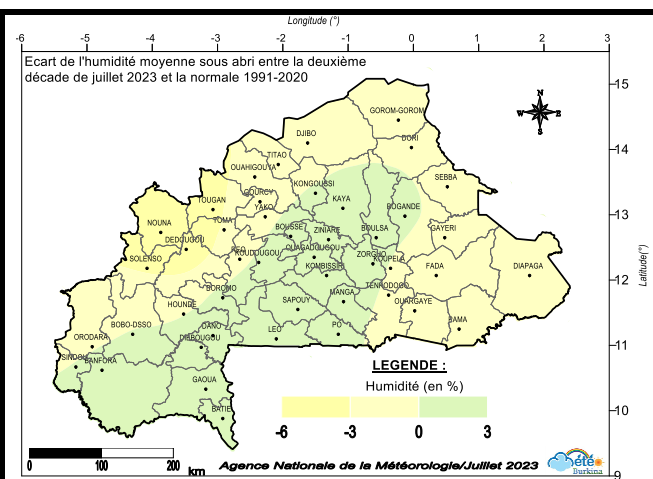 Longitude (°)
-6 -5 -4 -3 -2 -1 0 1 2 3
Ecart de l'humidité moyenne sous abri entre la deuxième
décade de juillet 2023 et la normale 1991-2020
15
GOROM-GOROM
N
W E
S
DJIBO
DORI
14
TITAO
OUAHIGOUYA
SEBBA
KONGOUSSI
GOURCY
TOUGAN
KAYA
YAKO
BOGANDE
13
NOUNA
TOMA
BOUSSE
ZINIARE
BOULSA
GAYERI
DEDOUGOU
OUAGADUGOU
SOLENSO
REO
KOUDOUGOU
ZORGHO
KOUPELA
KOMBISSIRI
FADA
DIAPAGA
12
Latitude(°)
TENKODOGO
BOROMO
MANGA
HOUNDE
SAPOUY
OUARGAYE
BOBO-DSSO
DANO
LEO
PO
PAMA
ORODARA
DIEBOUGOU
11
SINDOU
BANFORA
LEGENDE :
GAOUA
Humidité (en %)
BATIE
10
-6 -3 0 3
0 100 200
km
Agence Nationale de la Météorologie/Juillet 2023
Météo
Burkina
9